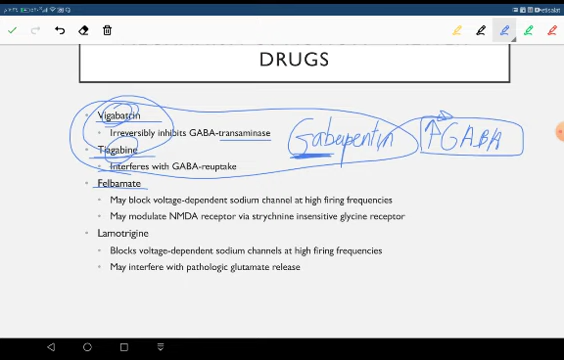 DRUGS
• Vigabatcin
• Irreversibly inhibits GABA-transaminase
Gabapentin
↑ GABA
• Tiagabine
• Interferes with GABA-reuptake
• Felbamate
• May block voltage-dependent sodium channel at high firing frequencies
• May modulate NMDA receptor via strychnine insensitive glycine receptor
• Lamotrigine
• Blocks voltage-dependent sodium channels at high firing frequencies
• May interfere with pathologic glutamate release